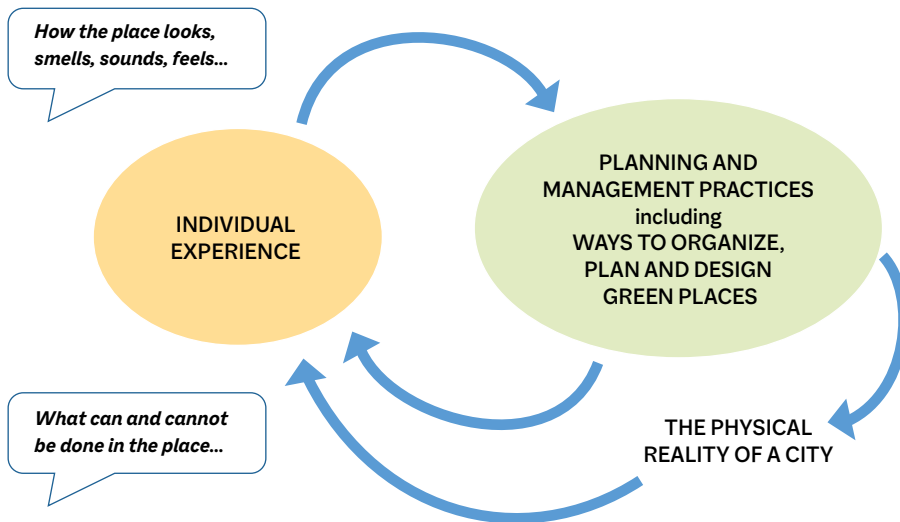 How the place looks,
smells, sounds, feels...
INDIVIDUAL
EXPERIENCE
PLANNING AND
MANAGEMENT PRACTICES
including
WAYS TO ORGANIZE,
PLAN AND DESIGN
GREEN PLACES
What can and cannot
be done in the place...
THE PHYSICAL
REALITY OF A CITY